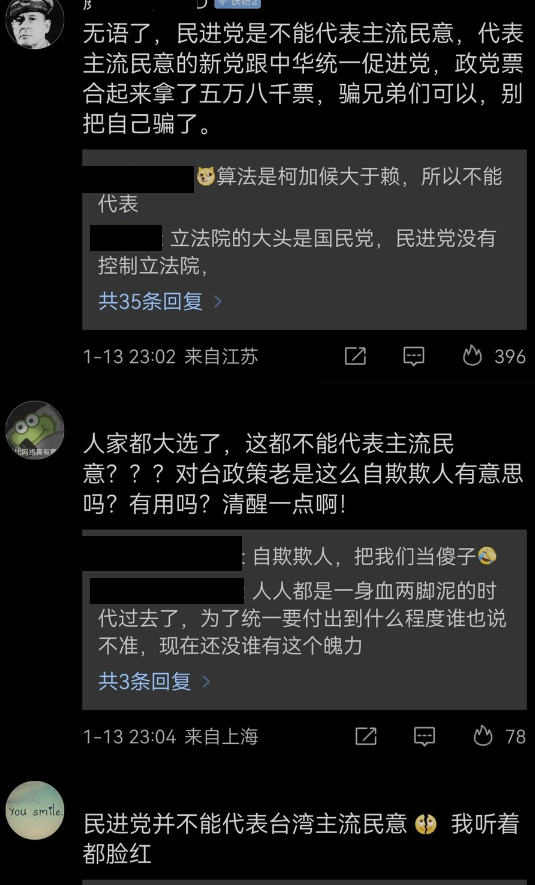 无语了，民进党是不能代表主流民意，代表
主流民意的新党跟中华统一促进党，政党票
合起来拿了五万八千票，骗兄弟们可以，别
把自己骗了。
算法是柯加候大于赖，所以不能
代表
: 立法院的大头是国民党，民进党没有
控制立法院，
共35条回复 >
1-13 23:02 来自江苏
396
人家都大选了，这都不能代表主流民
意？？？对台政策老是这么自欺欺人有意思
吗？有用吗？清醒一点啊！
: 自欺欺人，把我们当傻子
: 人人都是一身血两脚泥的时
代过去了，为了统一要付出到什么程度谁也说
不准，现在还没谁有这个魄力
共3条回复 >
1-13 23:04 来自上海
78
you smile.
民进党并不能代表台湾主流民意 我听着
都脸红